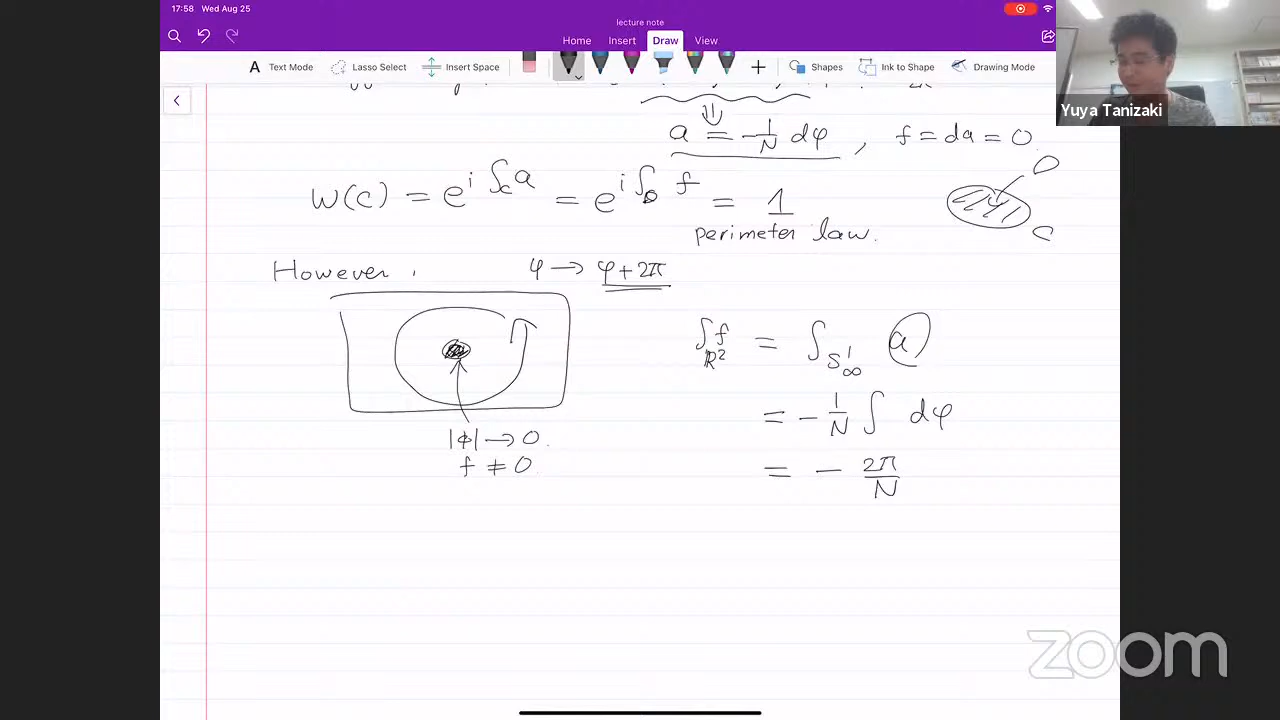 17:58 Wed Aug 25
lecture note
Home Insert Draw View
Text Mode Lasso Select Insert Space Shapes Ink to Shape Drawing Mode
Yuya Tanizaki
a = -1/N dφ , f = da = 0.
W(C) = e^{i ∫_C a} = e^{i ∫_D f} = 1
D
C
perimeter law.
However, φ → φ+2π
∫_{R²} f = ∫_{S¹_∞} a
= -1/N ∫ dφ
|Φ| → 0.
f ≠ 0
= - 2π/N
zoom